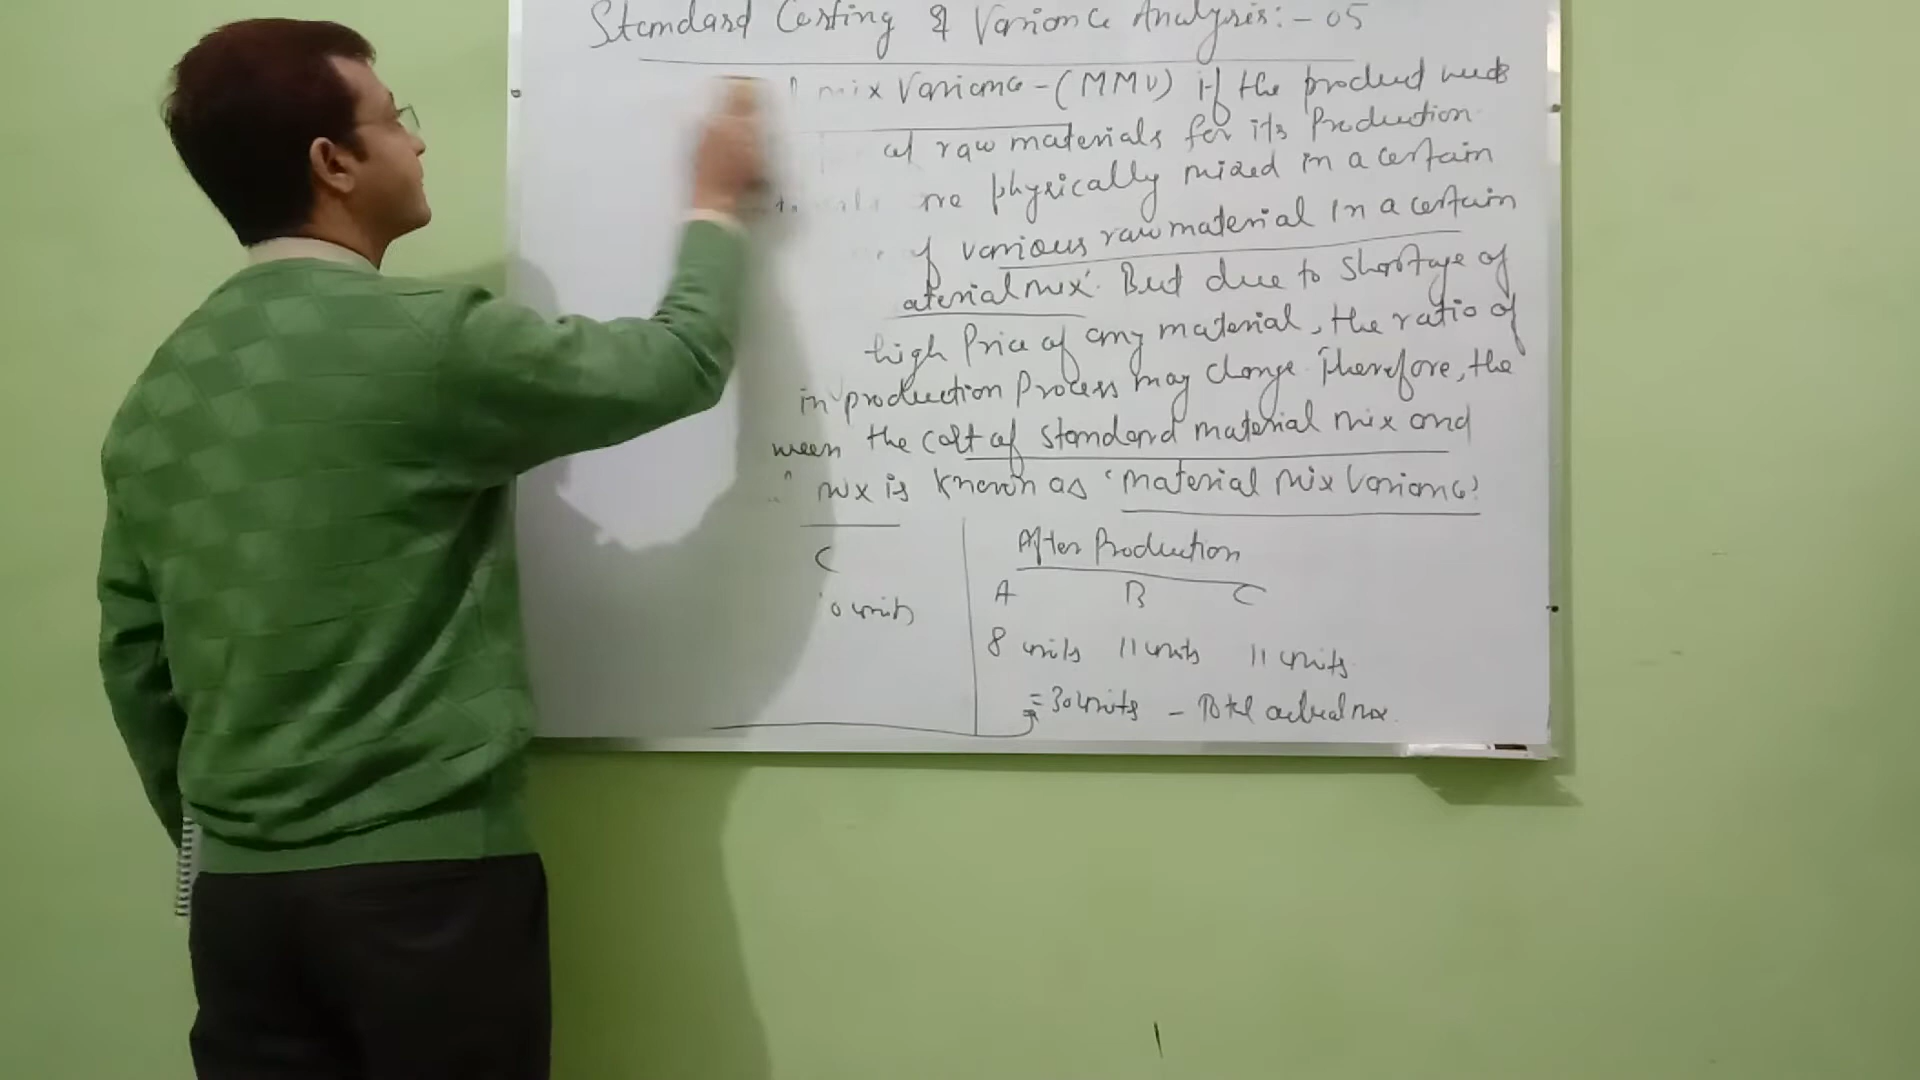 Standard Costing & Variance Analysis:- 05
mix Variance - (MMV) if the product needs
of raw materials for its Production
are physically mixed in a certain
of various raw material in a certain
aterial mix'. But due to shortage of
high Price of any material, the ratio of
in production Process may change. Therefore, the
ween the cost of standard material mix and
mix is known as 'material mix Variance'
C
0 units
After Production
A B C
8 units 11 units 11 units
= 30 units - Total actual mix.